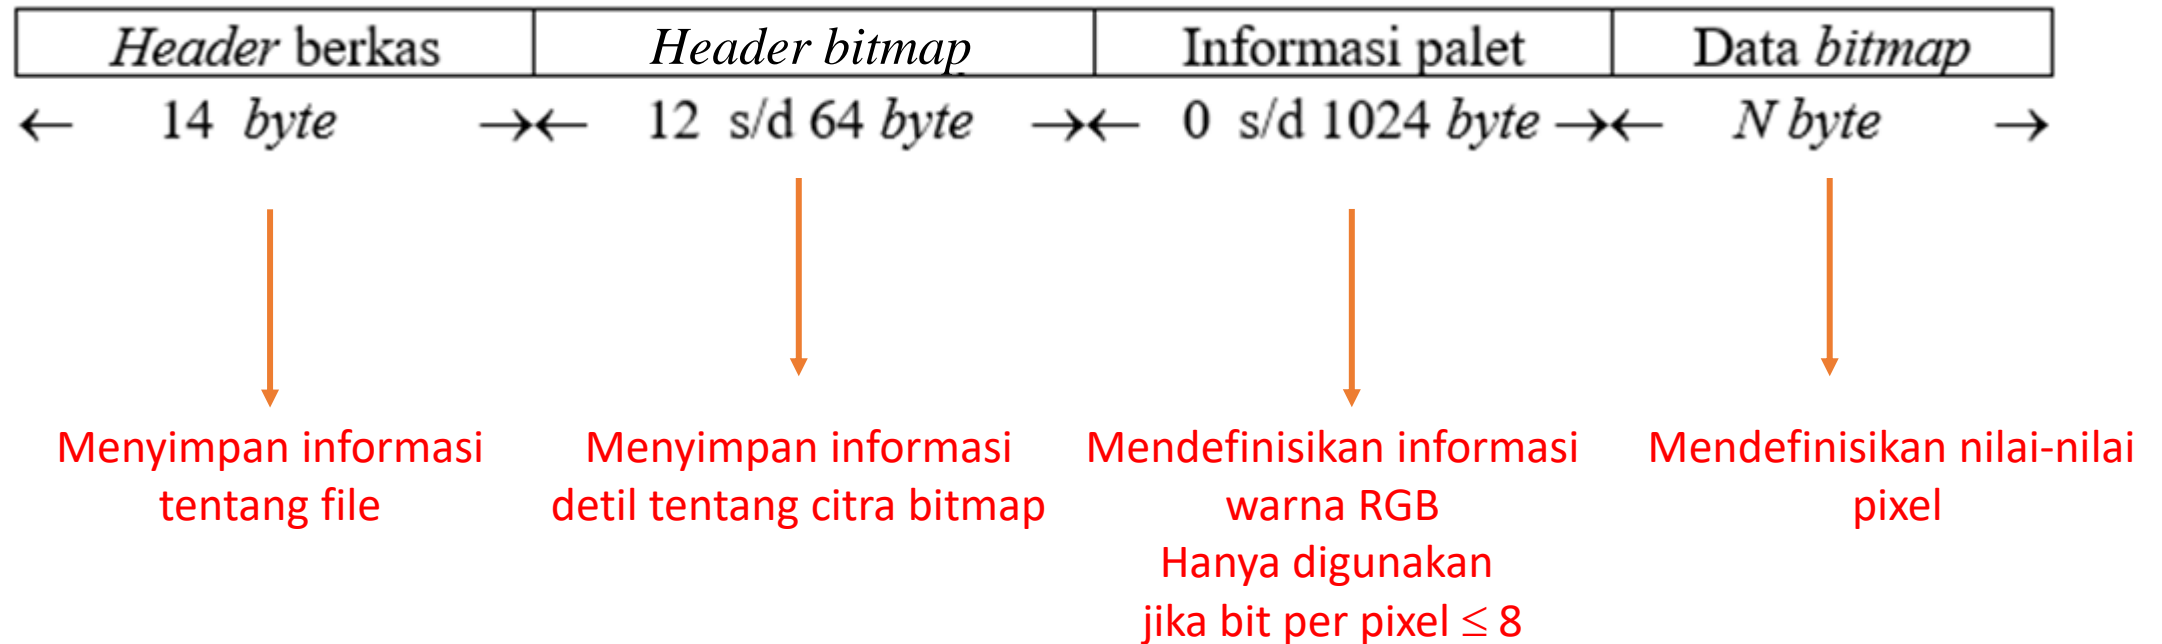 Header berkas Header bitmap Informasi palet Data bitmap
← 14 byte →← 12 s/d 64 byte →← 0 s/d 1024 byte →← N byte →
Menyimpan informasi
tentang file
Menyimpan informasi
detil tentang citra bitmap
Mendefinisikan informasi
warna RGB
Hanya digunakan
jika bit per pixel ≤ 8
Mendefinisikan nilai-nilai
pixel